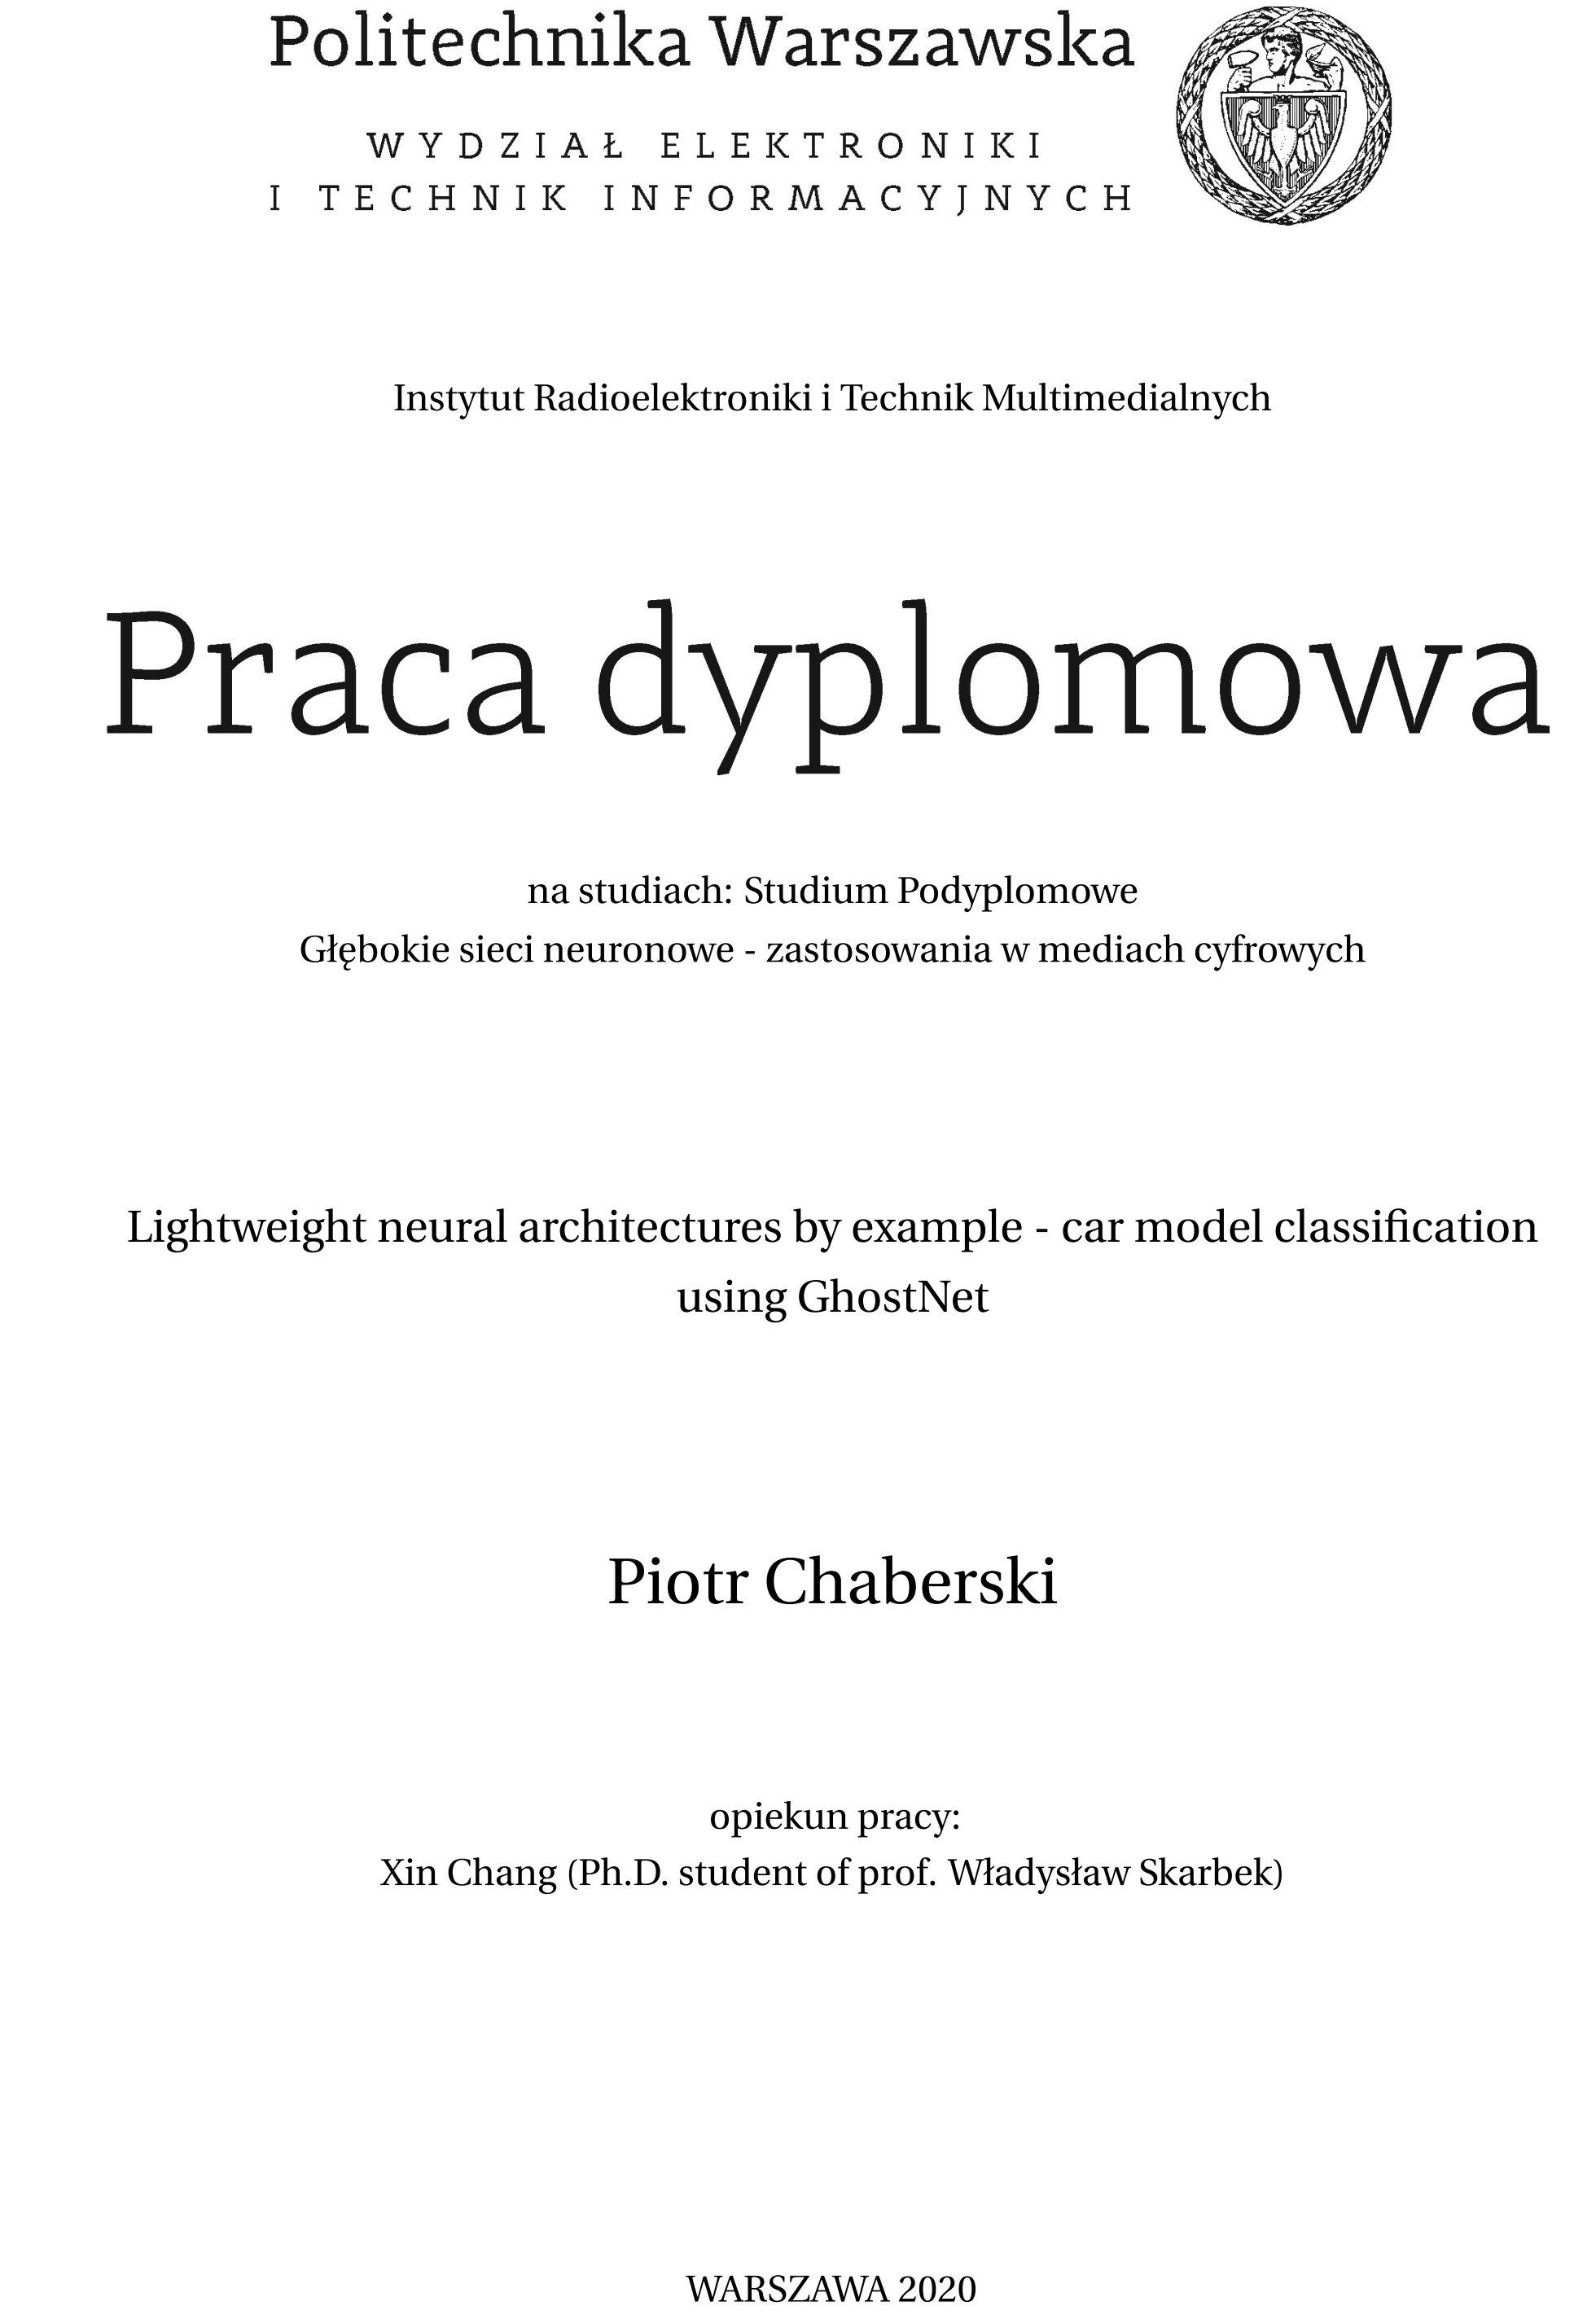 Politechnika Warszawska
WYDZIAŁ ELEKTRONIKI
I TECHNIK INFORMACYJNYCH
Instytut Radioelektroniki i Technik Multimedialnych
Praca dyplomowa
na studiach: Studium Podyplomowe
Głębokie sieci neuronowe - zastosowania w mediach cyfrowych
Lightweight neural architectures by example - car model classification
using GhostNet
Piotr Chaberski
opiekun pracy:
Xin Chang (Ph.D. student of prof. Władysław Skarbek)
WARSZAWA 2020